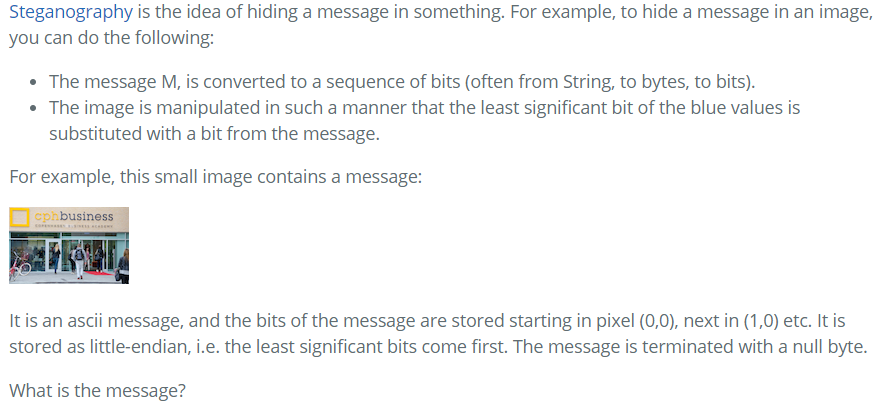 Steganography is the idea of hiding a message in something. For example, to hide a message in an image,
you can do the following:
• The message M, is converted to a sequence of bits (often from String, to bytes, to bits).
• The image is manipulated in such a manner that the least significant bit of the blue values is
substituted with a bit from the message.
For example, this small image contains a message:
cphbusiness
It is an ascii message, and the bits of the message are stored starting in pixel (0,0), next in (1,0) etc. It is
stored as little-endian, i.e. the least significant bits come first. The message is terminated with a null byte.
What is the message?